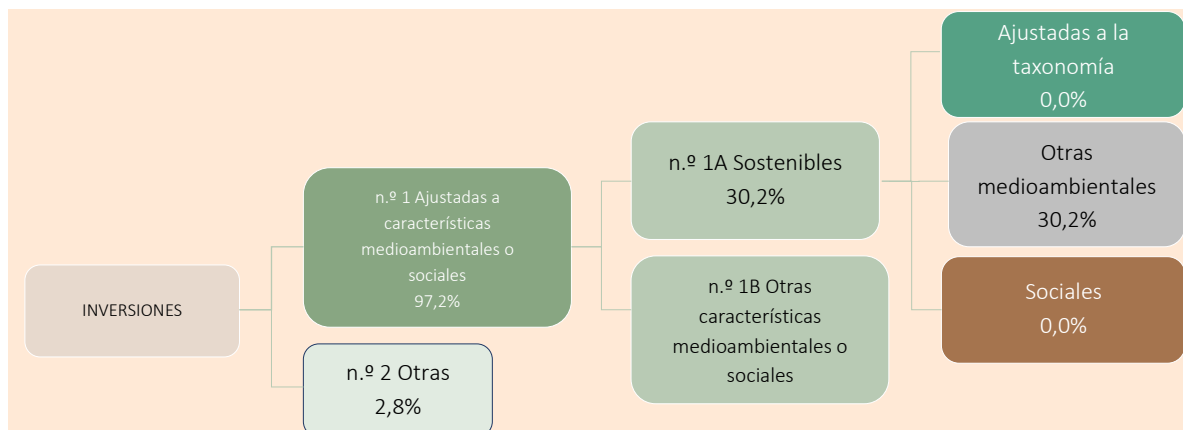 INVERSIONES
n.º 1 Ajustadas a
características
medioambientales o
sociales
97,2%
n.º 2 Otras
2,8%
n.º 1A Sostenibles
30,2%
n.º 1B Otras
características
medioambientales o
sociales
Ajustadas a la
taxonomía
0,0%
Otras
medioambientales
30,2%
Sociales
0,0%